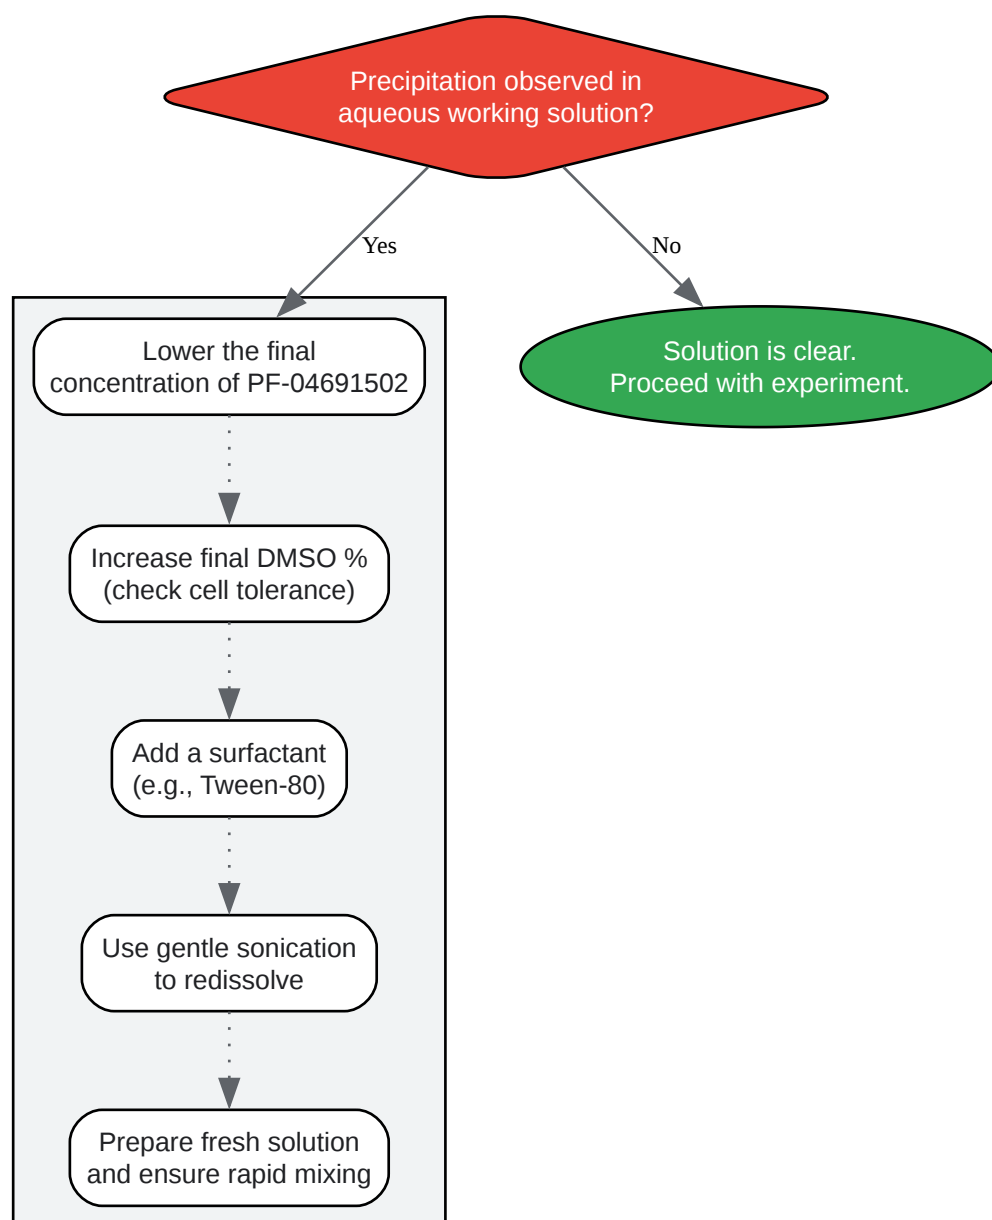 Precipitation observed in
aqueous working solution?
Yes
No
Lower the final
concentration of PF-04691502
Solution is clear.
Proceed with experiment.
Increase final DMSO %
(check cell tolerance)
Add a surfactant
(e.g., Tween-80)
Use gentle sonication
to redissolve
Prepare fresh solution
and ensure rapid mixing